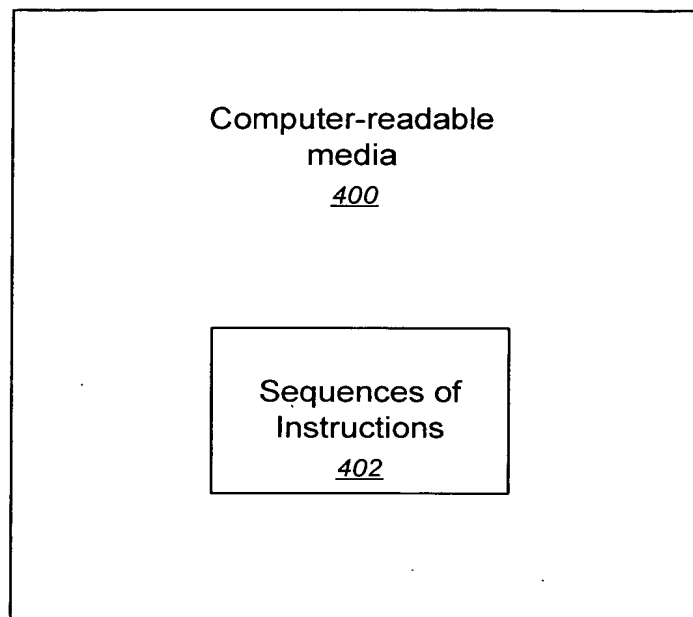 Computer-readable
media
400
Sequences of
Instructions
402